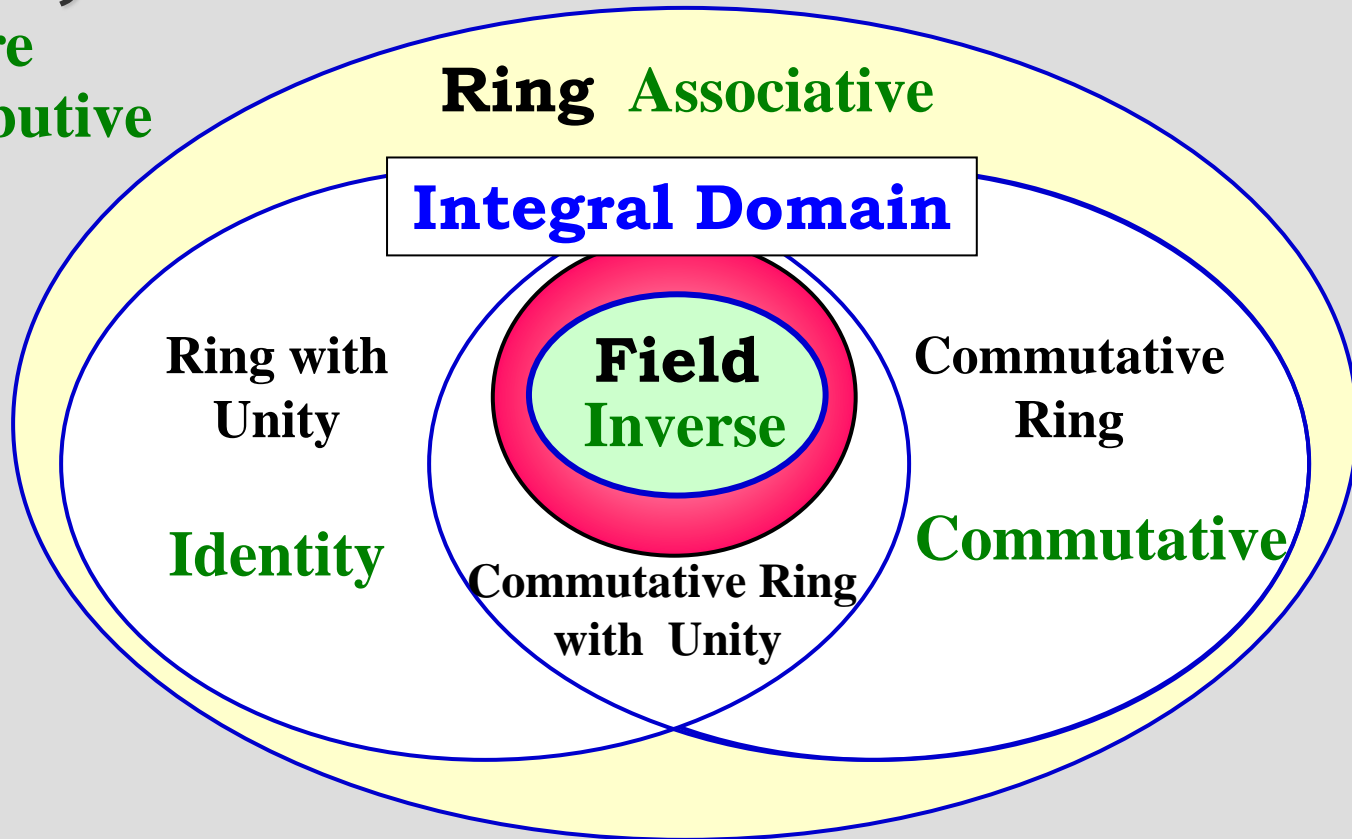 Ring Associative
Integral Domain
Ring with
Unity
Identity
Field
Inverse
Commutative Ring
with Unity
Commutative
Ring
Commutative